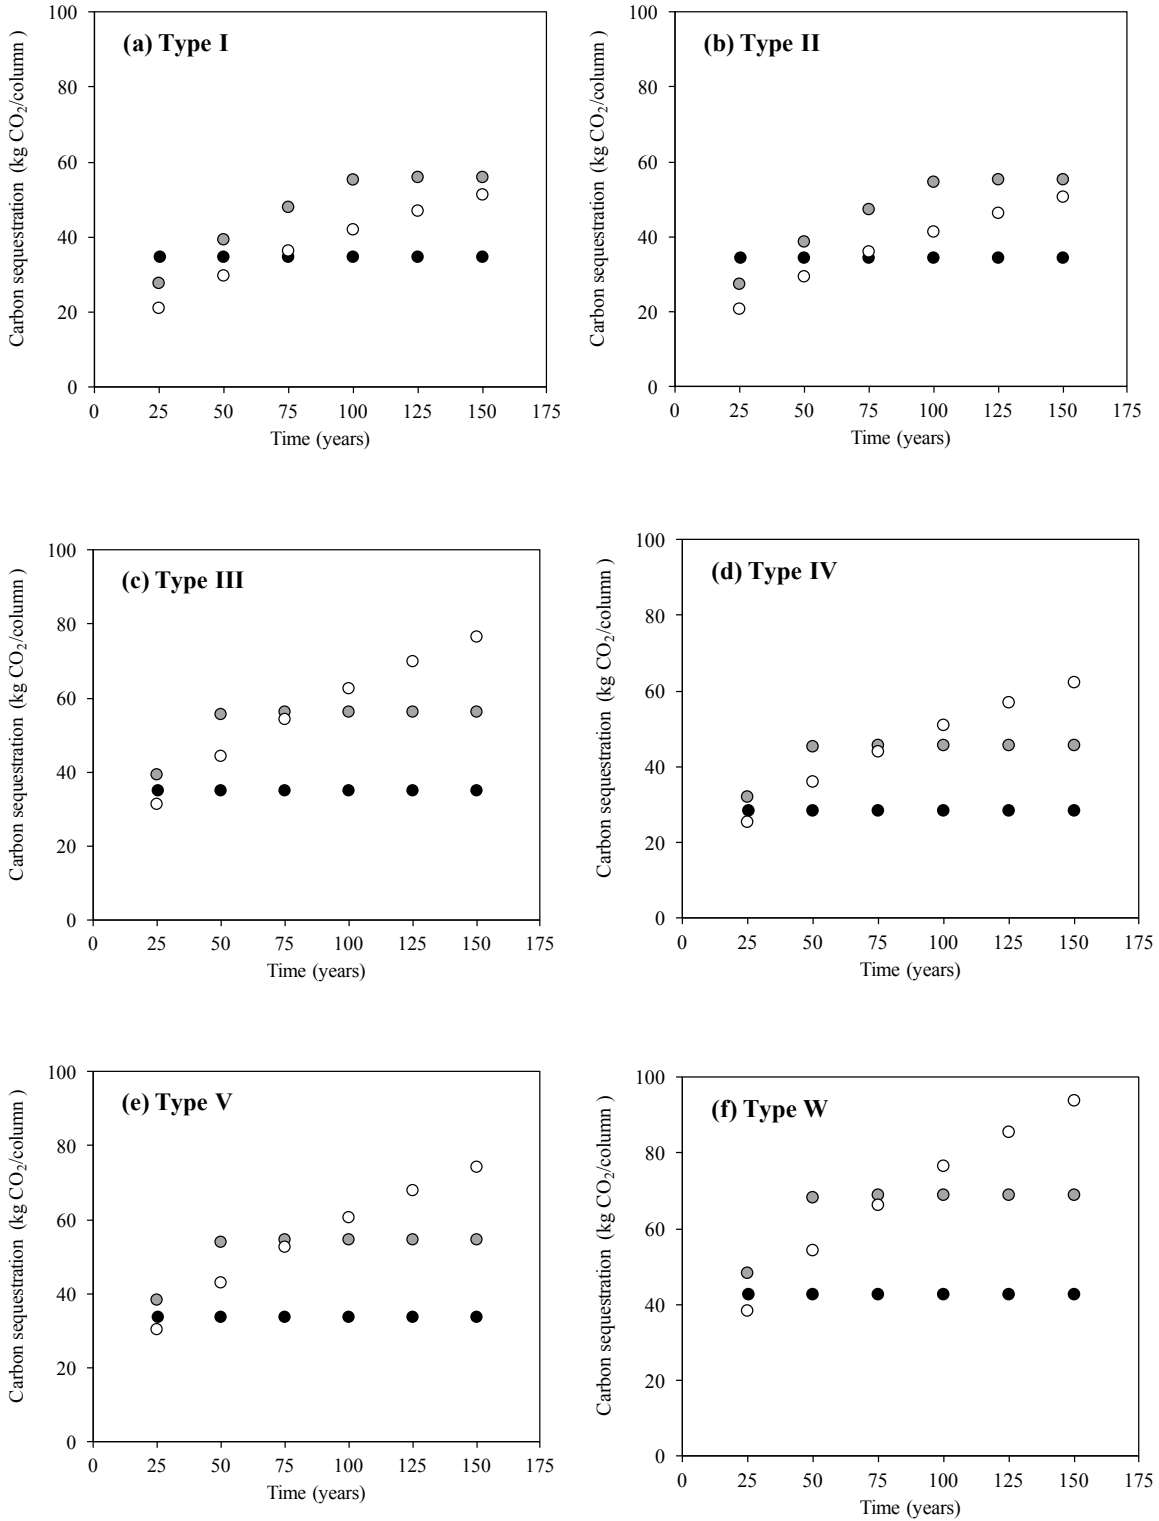 (a) Type I
Carbon sequestration (kg CO2/column )
100
80
60
40
20
0
0 25 50 75 100 125 150 175
Time (years)
(b) Type II
Carbon sequestration (kg CO2/column )
100
80
60
40
20
0
0 25 50 75 100 125 150 175
Time (years)
(c) Type III
Carbon sequestration (kg CO2/column )
100
80
60
40
20
0
0 25 50 75 100 125 150 175
Time (years)
(d) Type IV
Carbon sequestration (kg CO2/column )
100
80
60
40
20
0
0 25 50 75 100 125 150 175
Time (years)
(e) Type V
Carbon sequestration (kg CO2/column )
100
80
60
40
20
0
0 25 50 75 100 125 150 175
Time (years)
(f) Type W
Carbon sequestration (kg CO2/column )
100
80
60
40
20
0
0 25 50 75 100 125 150 175
Time (years)